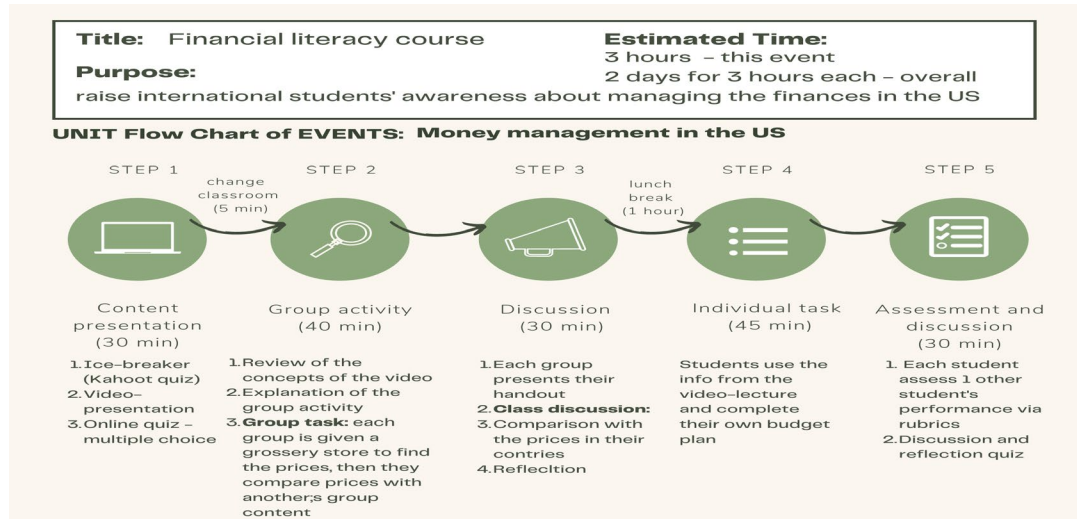 Title: Financial literacy course
Estimated Time:
3 hours – this event
2 days for 3 hours each – overall
Purpose:
raise international students' awareness about managing the finances in the US
UNIT Flow Chart of EVENTS: Money management in the US
STEP 1
change
classroom
(5 min)
STEP 2
STEP 3
lunch
break
(1 hour)
STEP 4
STEP 5
Content
presentation
(30 min)
1.Ice-breaker
(Kahoot quiz)
2.Video-
presentation
3.Online quiz –
multiple choice
Group activity
(40 min)
1.Review of the
concepts of the video
2.Explanation of the
group activity
3.Group task: each
group is given a
grossery store to find
the prices, then they
compare prices with
another;s group
content
Discussion
(30 min)
1.Each group
presents their
handout
2.Class discussion:
3.Comparison with
the prices in their
contries
4.Reflecltion
Individual task
(45 min)
Students use the
info from the
video-lecture
and complete
their own budget
plan
Assessment and
discussion
(30 min)
1. Each student
assess 1 other
student's
performance via
rubrics
2.Discussion and
reflection quiz